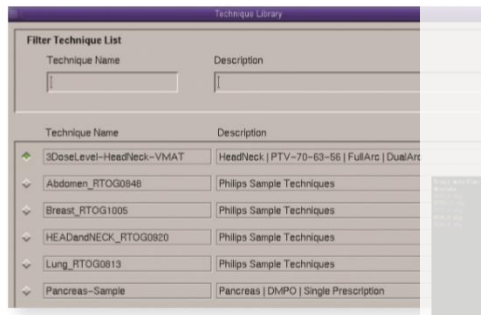 Technique Library
Filter Technique List
Technique Name Description
Technique Name Description
3DoseLevel-HeadNeck-VMAT HeadNeck | PTV-70-63-56 | FullArc | DualArc
Abdomen_RTOG0848 Philips Sample Techniques
Breast_RTOG1005 Philips Sample Techniques
HEADandNECK_RTOG0920 Philips Sample Techniques
Lung_RTOG0813 Philips Sample Techniques
Pancreas-Sample Pancreas | DMPO | Single Prescription